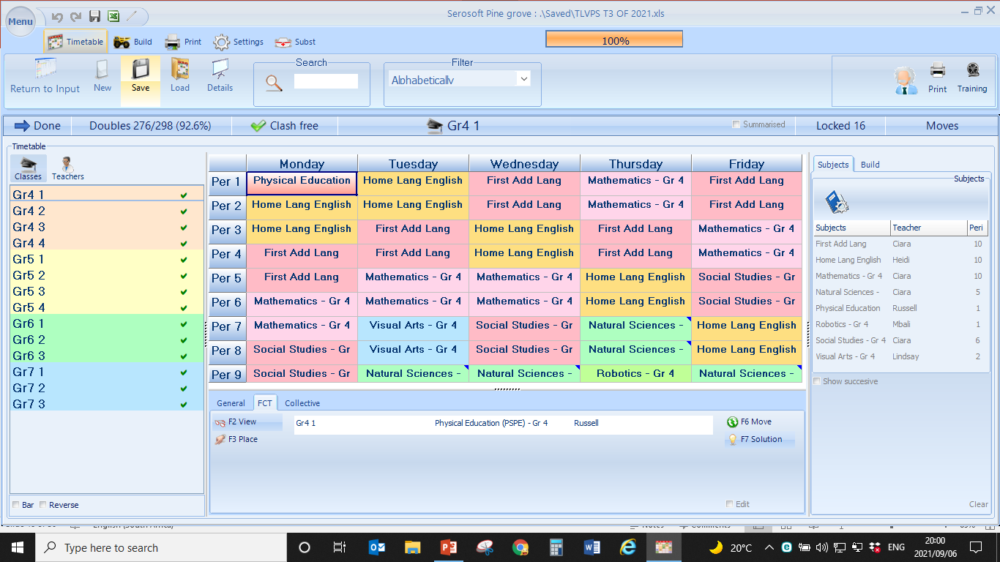 Serosoft Pine grove : .\Saved\TLVPS T3 OF 2021.xls
Menu
Timetable Build Print Settings Subst
100%
Return to Input New Save Load Details
Search
Filter
Alphabetically
Print Training
Done Doubles 276/298 (92.6%) Clash free Gr4 1 Summarised Locked 16 Moves
Timetable
Classes Teachers
Gr4 1
Gr4 2
Gr4 3
Gr4 4
Gr5 1
Gr5 2
Gr5 3
Gr5 4
Gr6 1
Gr6 2
Gr6 3
Gr7 1
Gr7 2
Gr7 3
Bar Reverse
Monday Tuesday Wednesday Thursday Friday
Per 1 Physical Education Home Lang English First Add Lang Mathematics - Gr 4 First Add Lang
Per 2 Home Lang English Home Lang English First Add Lang Mathematics - Gr 4 First Add Lang
Per 3 Home Lang English First Add Lang Home Lang English First Add Lang Mathematics - Gr 4
Per 4 First Add Lang First Add Lang Home Lang English First Add Lang Mathematics - Gr 4
Per 5 First Add Lang Mathematics - Gr 4 Mathematics - Gr 4 Home Lang English Social Studies - Gr
Per 6 Mathematics - Gr 4 Mathematics - Gr 4 Mathematics - Gr 4 Home Lang English Social Studies - Gr
Per 7 Mathematics - Gr 4 Visual Arts - Gr 4 Social Studies - Gr Natural Sciences - Home Lang English
Per 8 Social Studies - Gr Visual Arts - Gr 4 Social Studies - Gr Natural Sciences - Home Lang English
Per 9 Social Studies - Gr Natural Sciences - Natural Sciences - Robotics - Gr 4 Natural Sciences -
General FCT Collective
F2 View
F3 Place
Gr4 1 Physical Education (PSPE) - Gr 4 Russell
F6 Move
F7 Solution
Edit
Subjects Build
Subjects
Subjects Teacher Peri
First Add Lang Ciara 10
Home Lang English Heidi 10
Mathematics - Gr 4 Ciara 10
Natural Sciences - Ciara 5
Physical Education Russell 1
Robotics - Gr 4 Mbali 1
Social Studies - Gr 4 Ciara 6
Visual Arts - Gr 4 Lindsay 2
Show succesive
Clear
English (South Africa) Notes Comments
Type here to search
20°C
ENG
20:00
2021/09/06